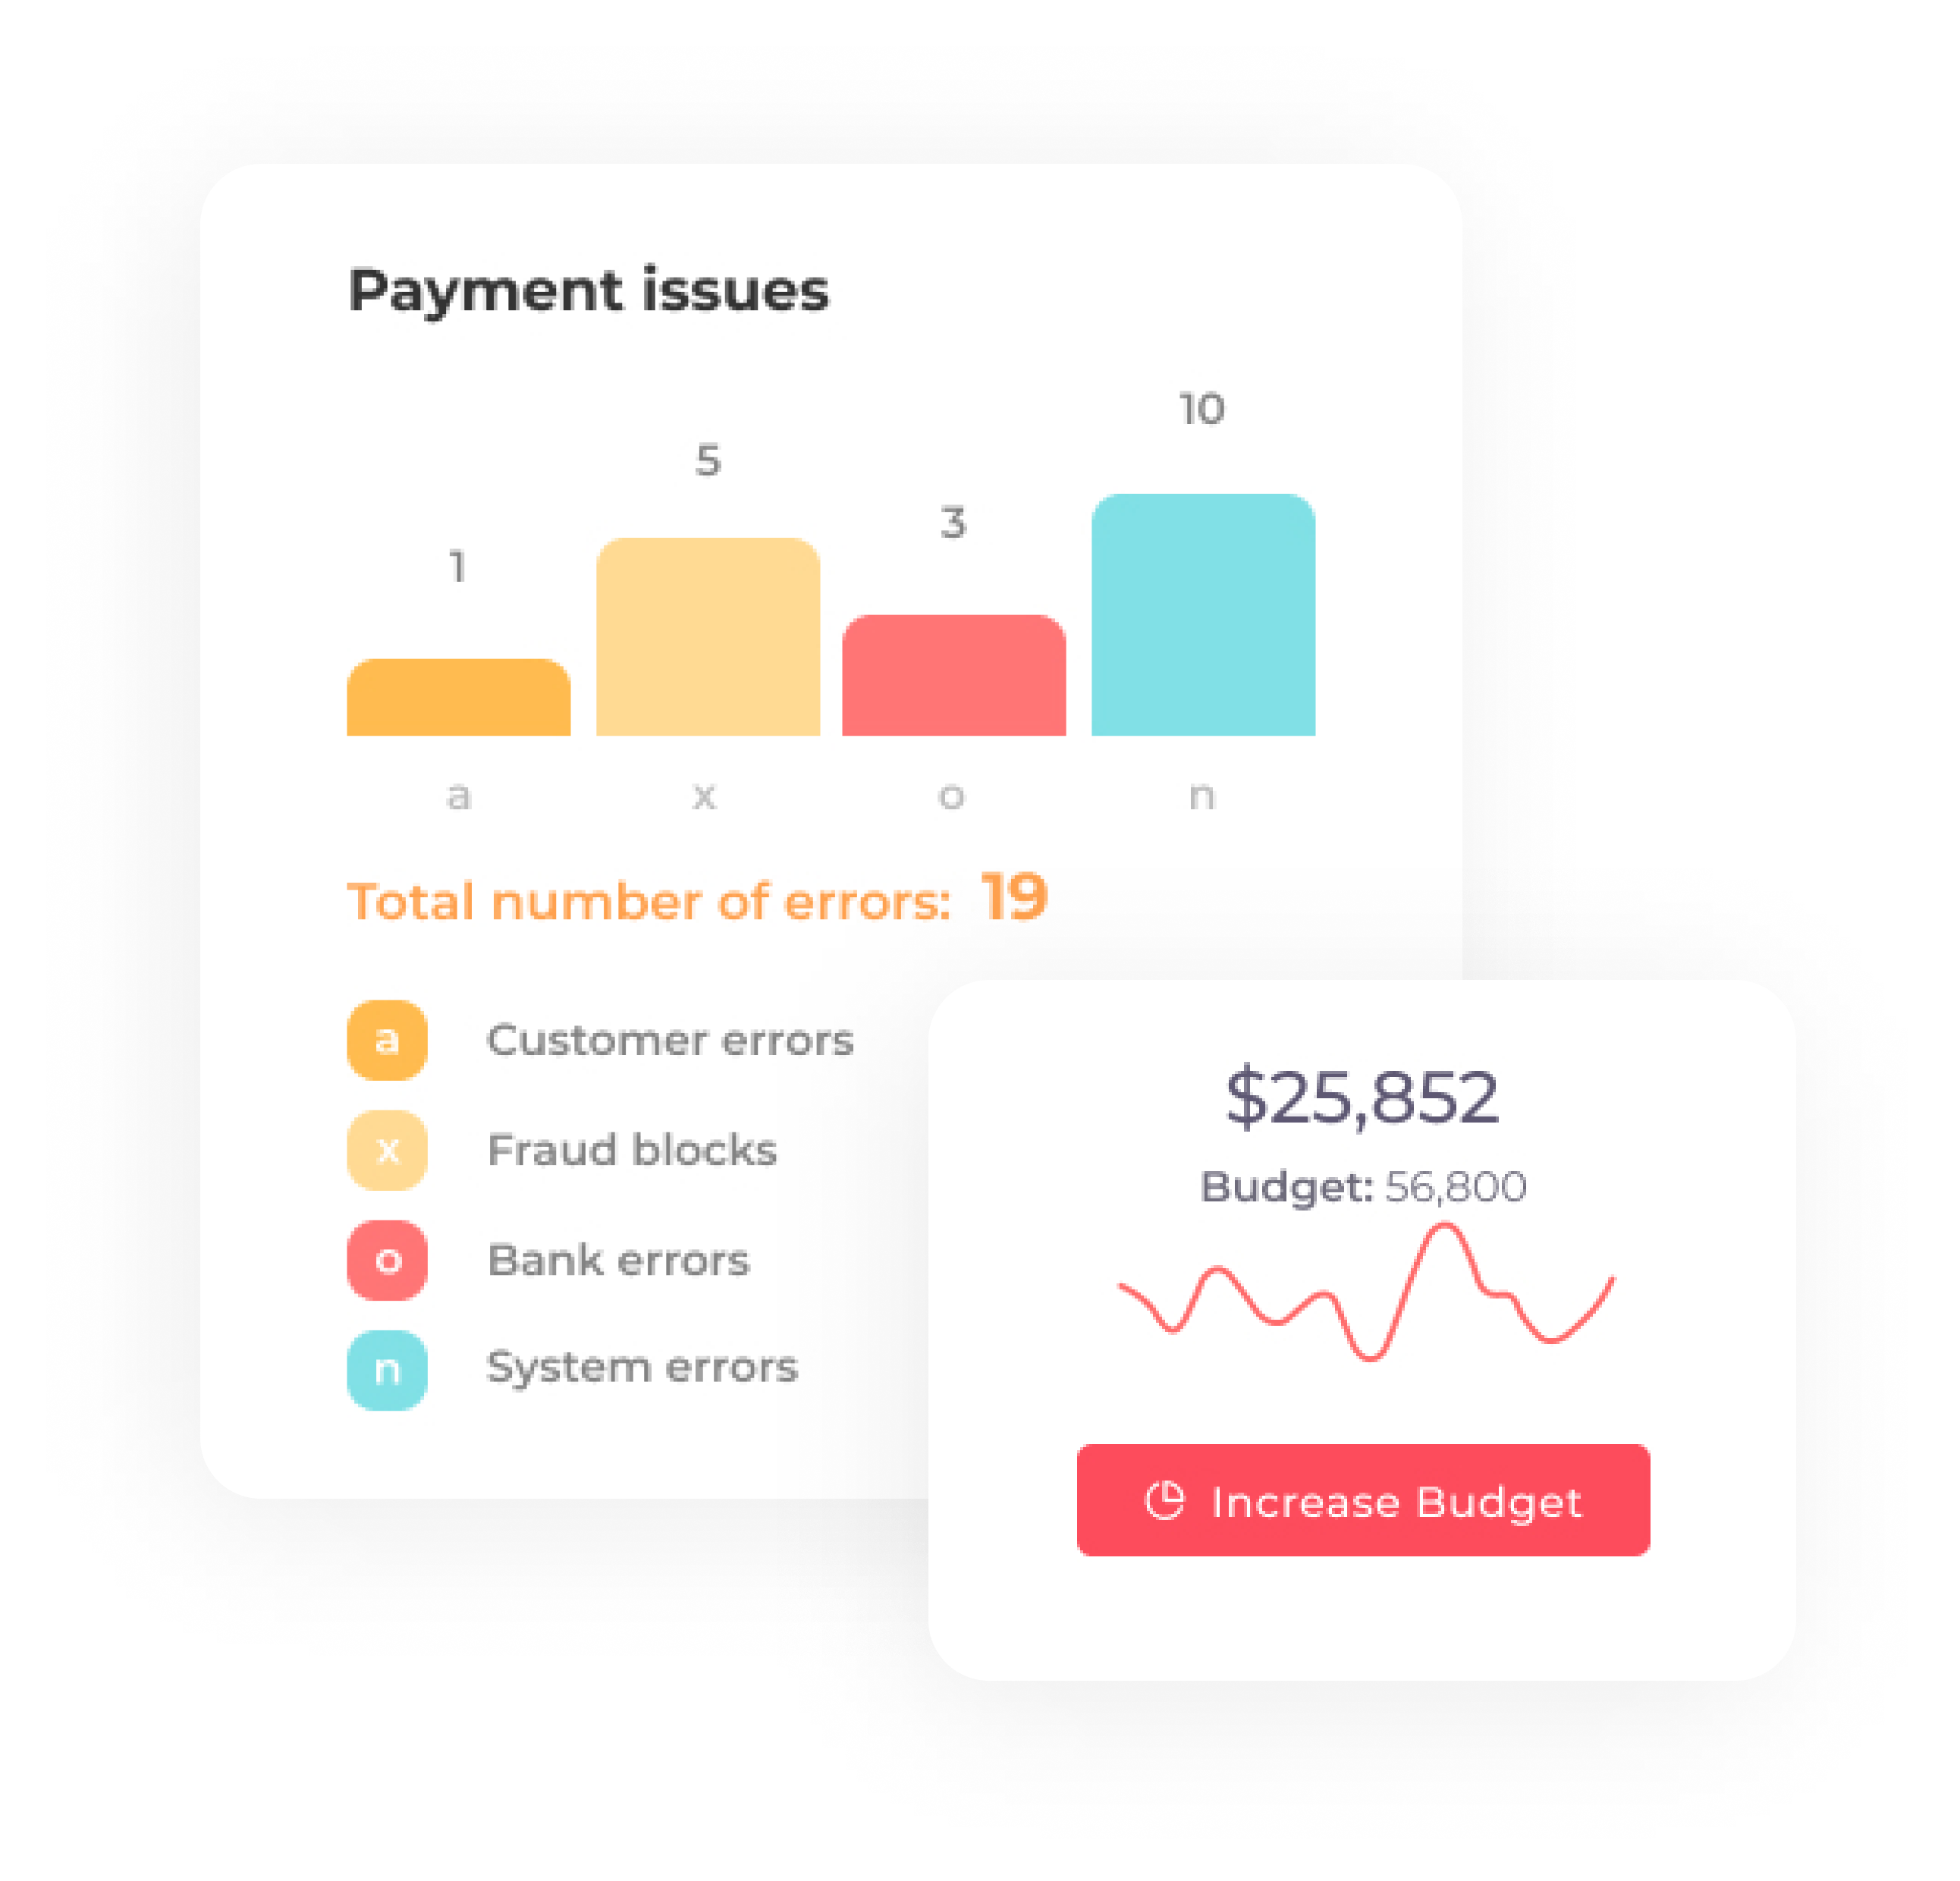 Payment issues
1
5
3
10
a
x
o
n
Total number of errors: 19
a Customer errors
x Fraud blocks
o Bank errors
n System errors
$25,852
Budget: 56,800
Increase Budget